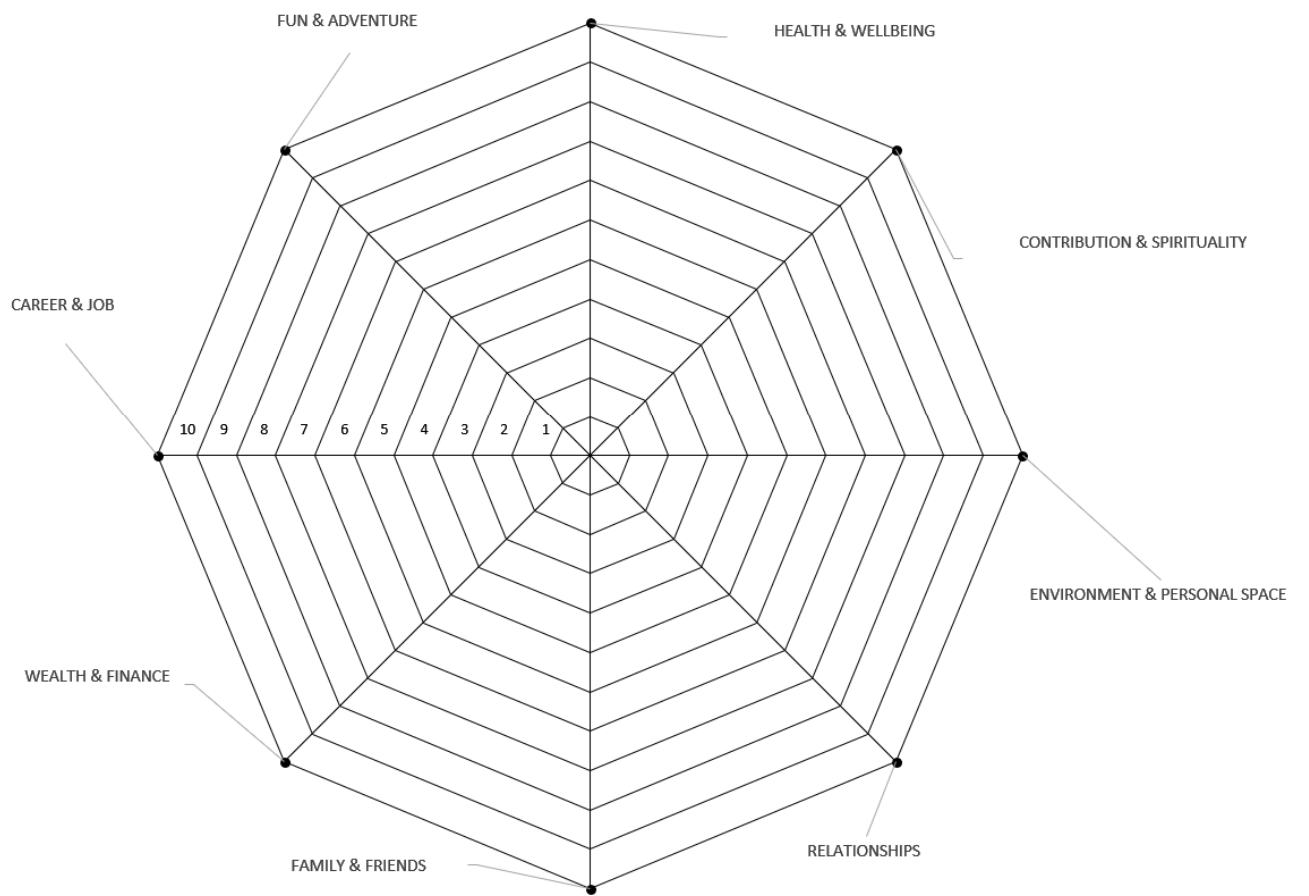 FUN & ADVENTURE
HEALTH & WELLBEING
CONTRIBUTION & SPIRITUALITY
CAREER & JOB
10 9 8 7 6 5 4 3 2 1
ENVIRONMENT & PERSONAL SPACE
WEALTH & FINANCE
RELATIONSHIPS
FAMILY & FRIENDS